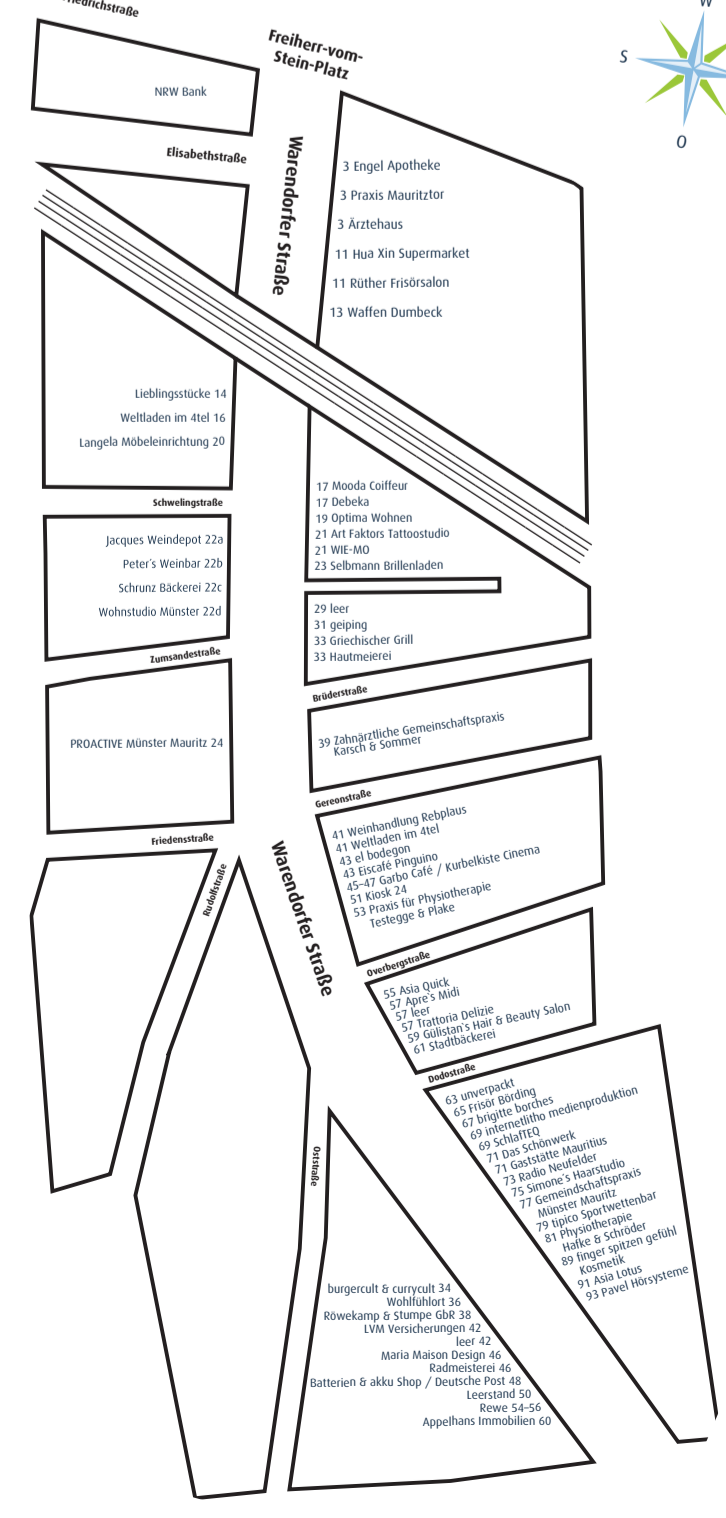 iedrichstraße
W
S
O
Freiherr-vom-
Stein-Platz
NRW Bank
Elisabethstraße
Warendorfer Straße
3 Engel Apotheke
3 Praxis Mauritztor
3 Ärztehaus
11 Hua Xin Supermarket
11 Rüther Frisörsalon
13 Waffen Dumbeck
Lieblingsstücke 14
Weltladen im 4tel 16
Langela Möbeleinrichtung 20
17 Mooda Coiffeur
17 Debeka
19 Optima Wohnen
21 Art Faktors Tattoostudio
21 WIE-MO
23 Selbmann Brillenladen
Schwelingstraße
Jacques Weindepot 22a
Peter's Weinbar 22b
Schrunz Bäckerei 22c
Wohnstudio Münster 22d
29 leer
31 geiping
33 Griechischer Grill
33 Hautmeierei
Zumsandestraße
Brüderstraße
PROACTIVE Münster Mauritz 24
39 Zahnärztliche Gemeinschaftspraxis
Karsch & Sommer
Gereonstraße
Friedensstraße
Rudolfstraße
Warendorfer Straße
41 Weinhandlung Rebplaus
41 Weltladen im 4tel
43 el bodegon
43 Eiscafé Pinguino
45–47 Garbo Café / Kurbelkiste Cinema
51 Kiosk 24
53 Praxis für Physiotherapie
Testegge & Plake
Overbergstraße
55 Asia Quick
57 Apre's Midi
57 leer
57 Trattoria Delizie
59 Gülistan's Hair & Beauty Salon
61 Stadtbäckerei
Dodostraße
63 unverpackt
65 Frisör Börding
67 brigitte borches
69 internetlitho medienproduktion
69 SchlafTEQ
71 Das Schönwerk
71 Gaststätte Mauritius
73 Radio Neufelder
75 Simone's Haarstudio
77 Gemeindschaftspraxis
Münster Mauritz
79 tipico Sportwettenbar
81 Physiotherapie
Hafke & Schröder
89 finger spitzen gefühl
Kosmetik
91 Asia Lotus
93 Pavel Hörsysteme
Oststraße
burgercult & currycult 34
Wohlfühlort 36
Röwekamp & Stumpe GbR 38
LVM Versicherungen 42
leer 42
Maria Maison Design 46
Radmeisterei 46
Batterien & akku Shop / Deutsche Post 48
Leerstand 50
Rewe 54–56
Appelhans Immobilien 60